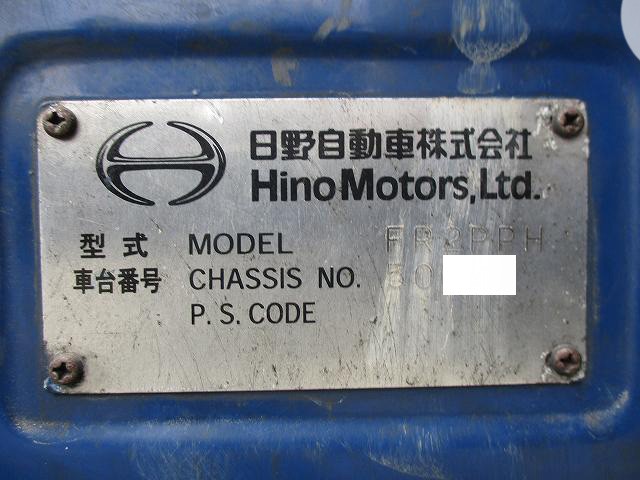 日野自動車株式会社
Hino Motors, Ltd.
型式 MODEL FR2PPH
車台番号 CHASSIS NO. 50
P.S. CODE